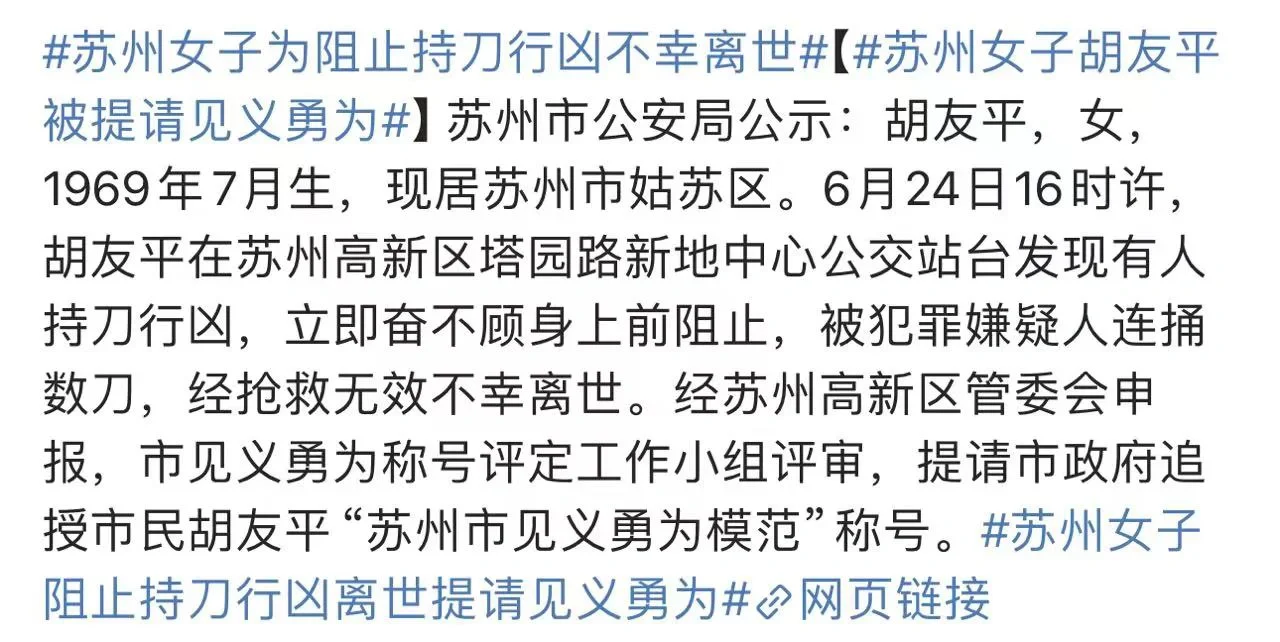 #苏州女子为阻止持刀行凶不幸离世#【#苏州女子胡友平
被提请见义勇为#】苏州市公安局公示：胡友平，女，
1969年7月生，现居苏州市姑苏区。6月24日16时许，
胡友平在苏州高新区塔园路新地中心公交站台发现有人
持刀行凶，立即奋不顾身上前阻止，被犯罪嫌疑人连捅
数刀，经抢救无效不幸离世。经苏州高新区管委会申
报，市见义勇为称号评定工作小组评审，提请市政府追
授市民胡友平“苏州市见义勇为模范”称号。#苏州女子
阻止持刀行凶离世提请见义勇为#网页链接